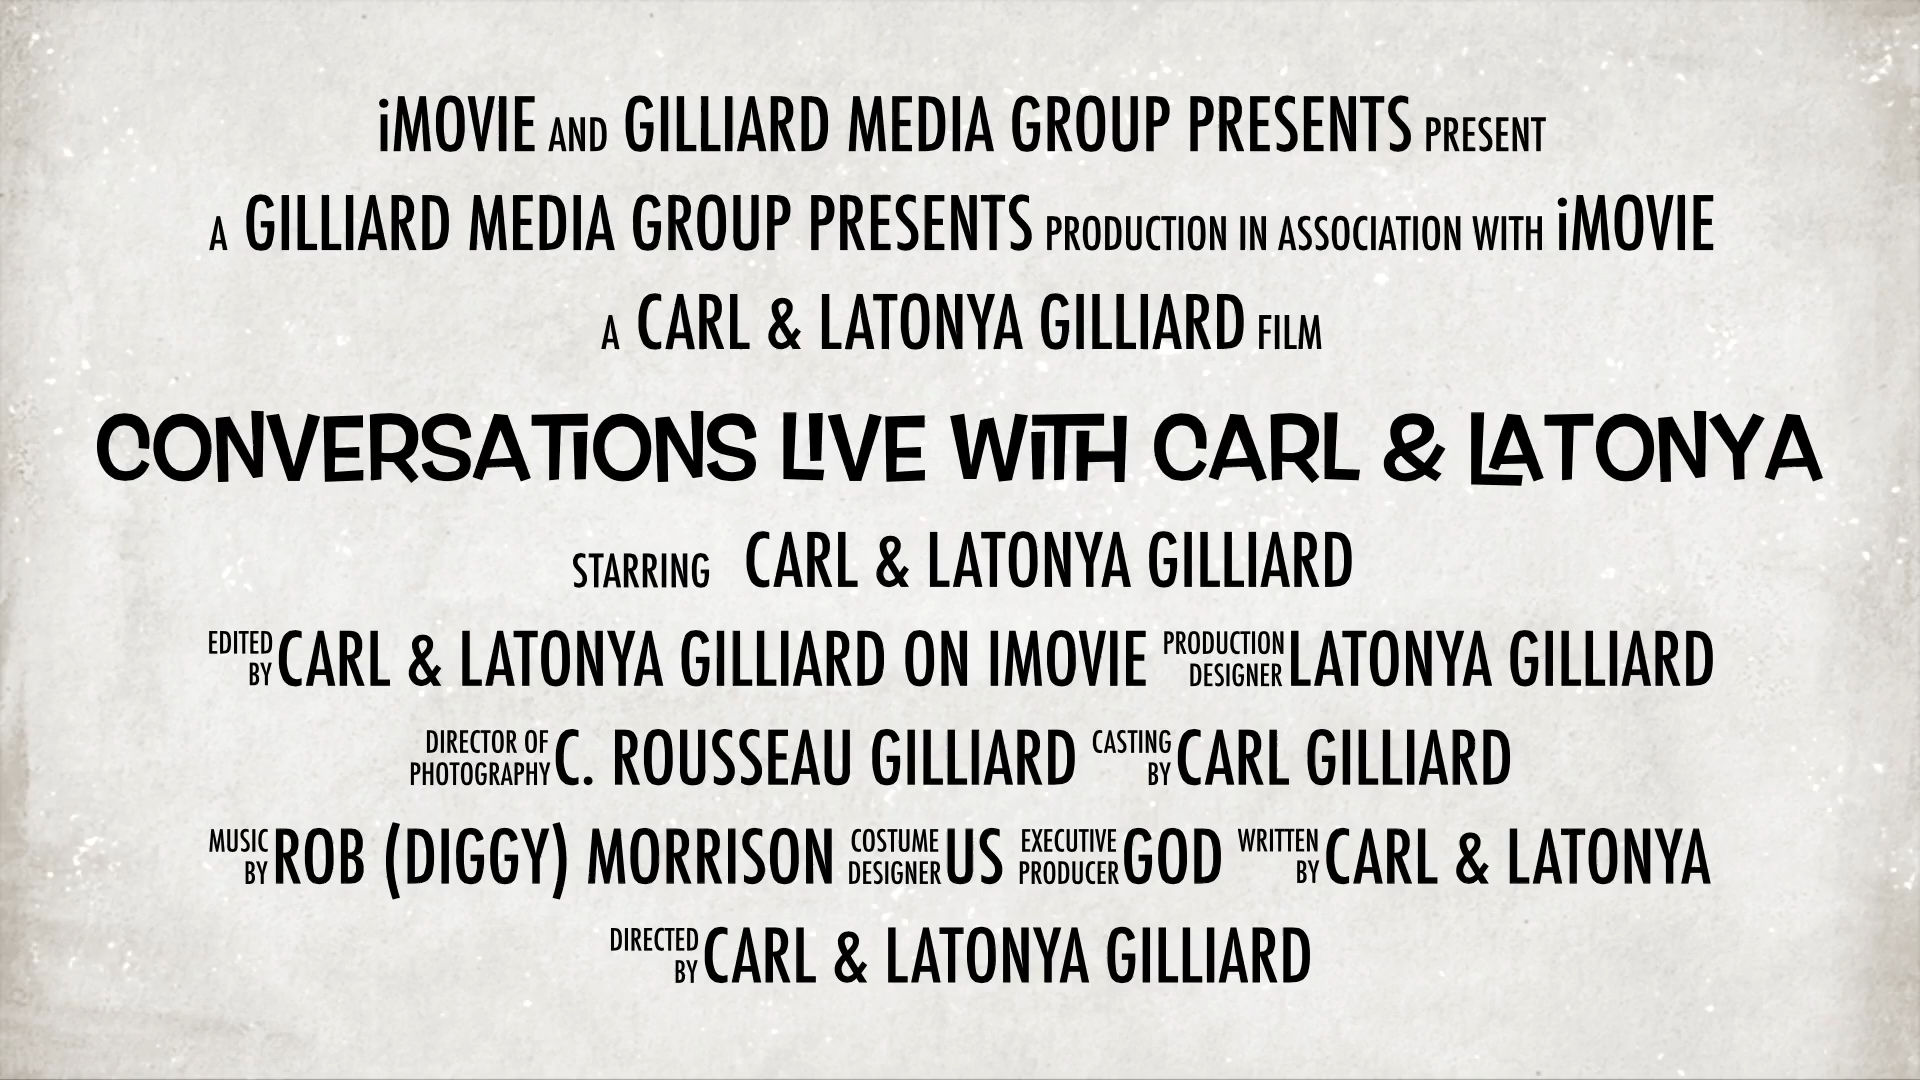 iMOVIE AND GILLIARD MEDIA GROUP PRESENTS PRESENT
A GILLIARD MEDIA GROUP PRESENTS PRODUCTION IN ASSOCIATION WITH iMOVIE
A CARL & LATONYA GILLIARD FILM
CONVERSATIONS LIVE WITH CARL & LATONYA
STARRING CARL & LATONYA GILLIARD
EDITED BY CARL & LATONYA GILLIARD ON IMOVIE PRODUCTION DESIGNER LATONYA GILLIARD
DIRECTOR OF PHOTOGRAPHY C. ROUSSEAU GILLIARD CASTING BY CARL GILLIARD
MUSIC BY ROB (DIGGY) MORRISON COSTUME DESIGNER US EXECUTIVE PRODUCER GOD WRITTEN BY CARL & LATONYA
DIRECTED BY CARL & LATONYA GILLIARD